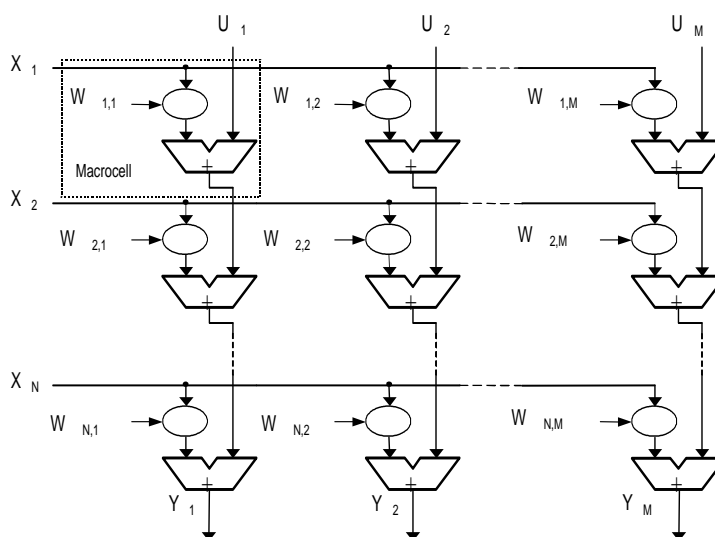 U 1 U 2 U M
X 1
W 1,1 W 1,2 W 1,M
+ + +
Macrocell
X 2
W 2,1 W 2,2 W 2,M
+ + +
X N
W N,1 W N,2 W N,M
+ + +
Y 1 Y 2 Y M